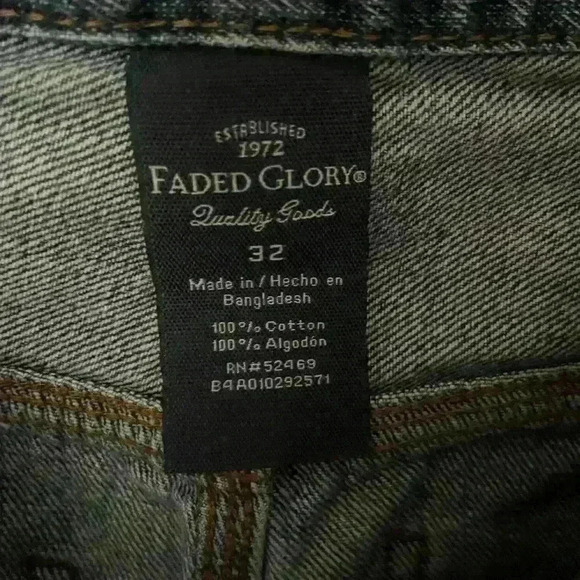 ESTABLISHED
1972
FADED GLORY®
Quality Goods
32
Made in / Hecho en
Bangladesh
100% Cotton
100% Algodón
RN#52469
B4A010292571